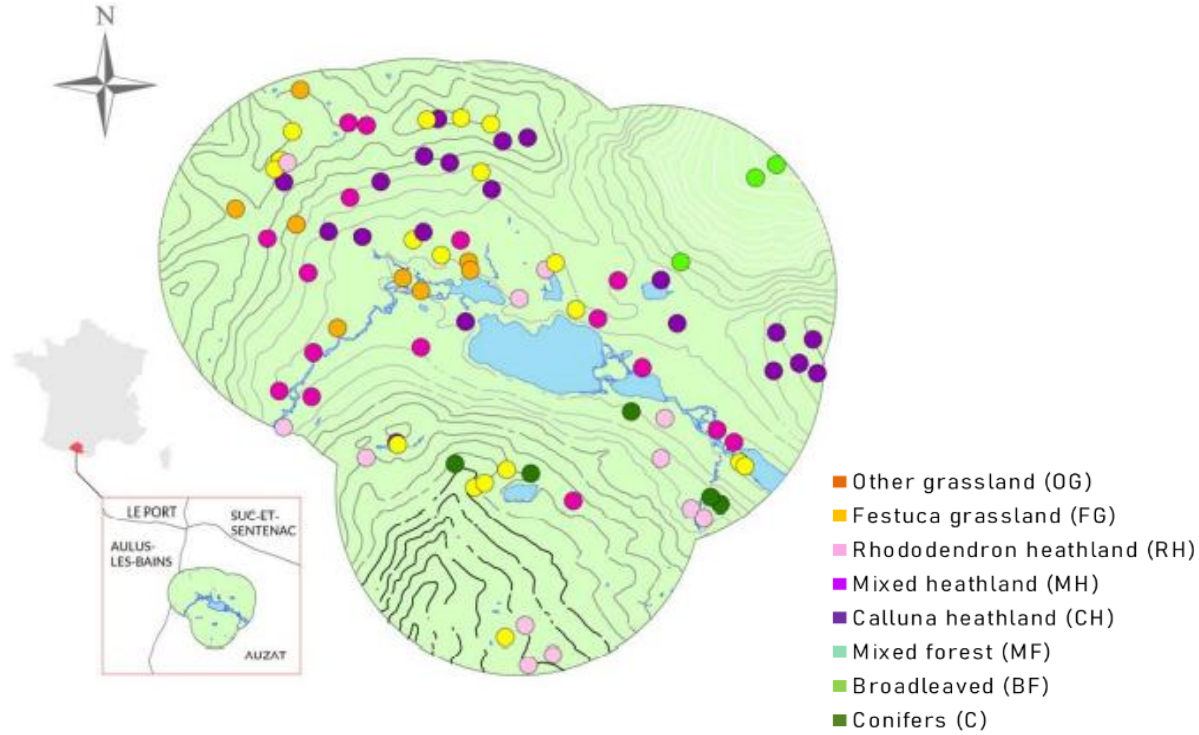 N
LE PORT
SUC-ET-
SENTENAC
AULUS-
LES-BAINS
AUZAT
Other grassland (OG)
Festuca grassland (FG)
Rhododendron heathland (RH)
Mixed heathland (MH)
Calluna heathland (CH)
Mixed forest (MF)
Broadleaved (BF)
Conifers (C)